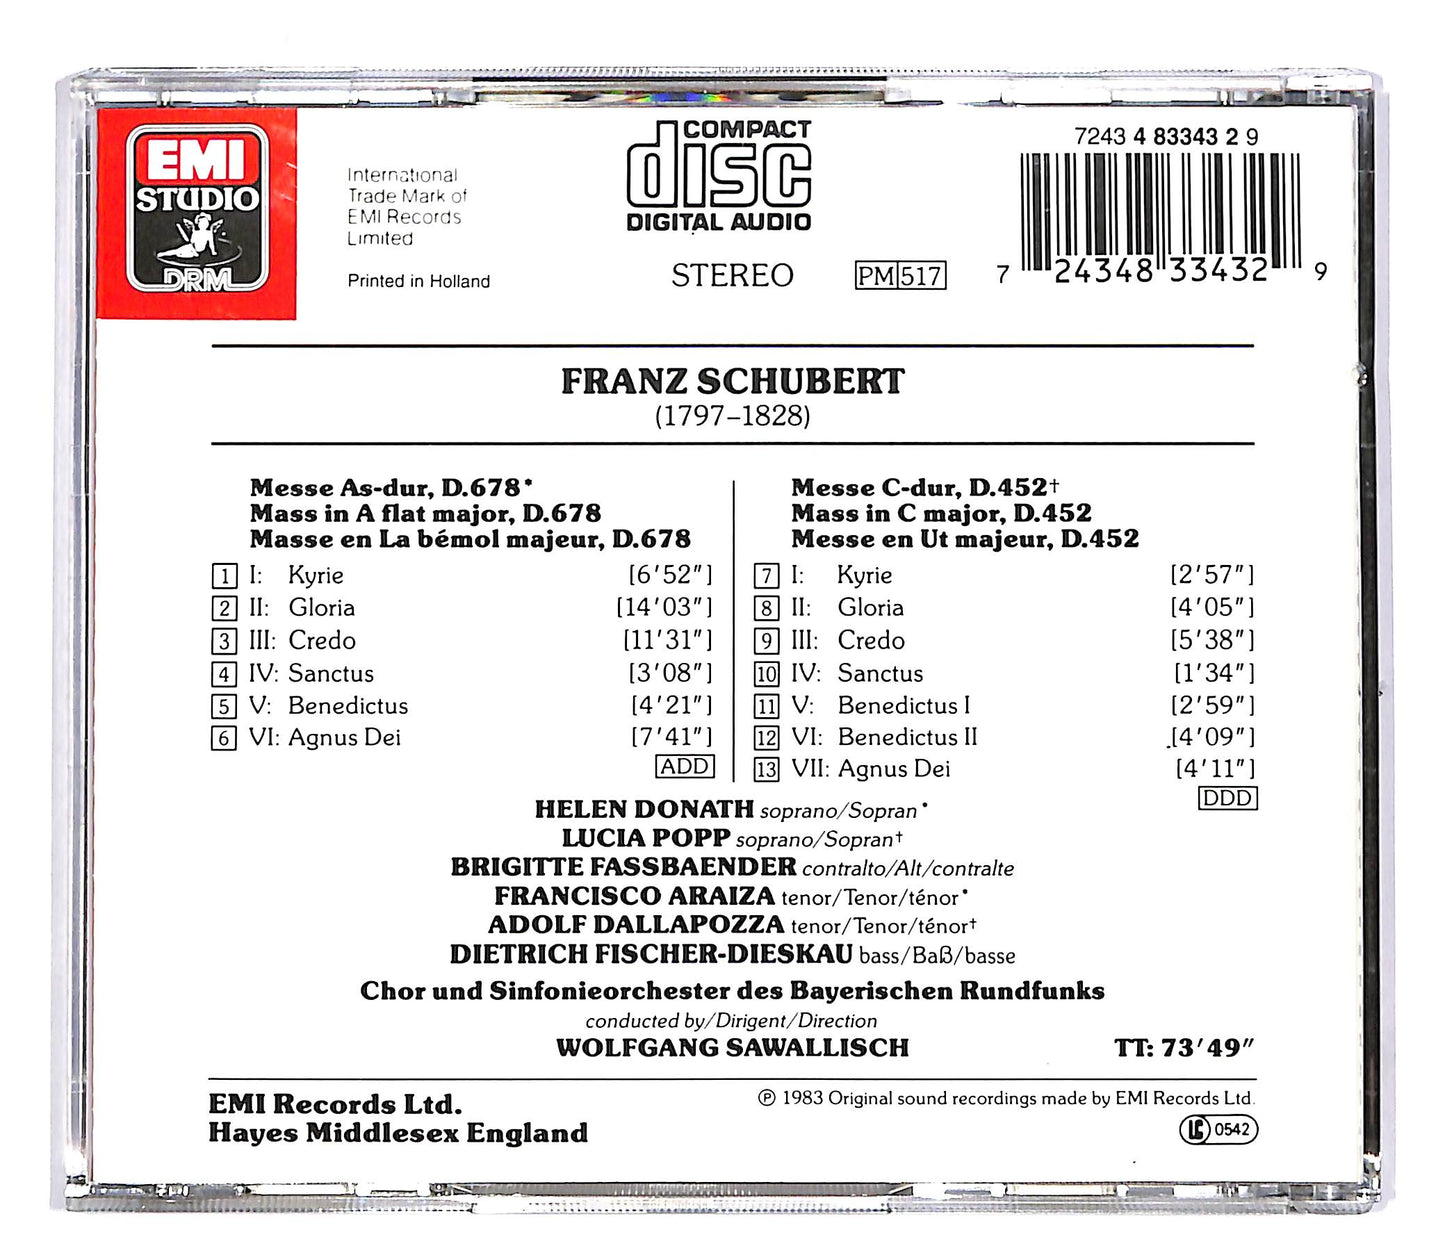 EMI
STUDIO
DRM
International
Trade Mark of
EMI Records
Limited
Printed in Holland
COMPACT
disc
DIGITAL AUDIO
STEREO
PM 517
7243 4 83343 2 9
7 24348 33432 9
FRANZ SCHUBERT
(1797–1828)
Messe As-dur, D.678*
Mass in A flat major, D.678
Masse en La bémol majeur, D.678
1 I: Kyrie [6′52″]
2 II: Gloria [14′03″]
3 III: Credo [11′31″]
4 IV: Sanctus [3′08″]
5 V: Benedictus [4′21″]
6 VI: Agnus Dei [7′41″]
ADD
Messe C-dur, D.452†
Mass in C major, D.452
Messe en Ut majeur, D.452
7 I: Kyrie [2′57″]
8 II: Gloria [4′05″]
9 III: Credo [5′38″]
10 IV: Sanctus [1′34″]
11 V: Benedictus I [2′59″]
12 VI: Benedictus II [4′09″]
13 VII: Agnus Dei [4′11″]
DDD
HELEN DONATH soprano/Sopran*
LUCIA POPP soprano/Sopran†
BRIGITTE FASSBAENDER contralto/Alt/contralte
FRANCISCO ARAIZA tenor/Tenor/ténor*
ADOLF DALLAPOZZA tenor/Tenor/ténor†
DIETRICH FISCHER-DIESKAU bass/Baß/basse
Chor und Sinfonieorchester des Bayerischen Rundfunks
conducted by/Dirigent/Direction
WOLFGANG SAWALLISCH TT: 73′49″
EMI Records Ltd.
Hayes Middlesex England
℗ 1983 Original sound recordings made by EMI Records Ltd.
LC 0542